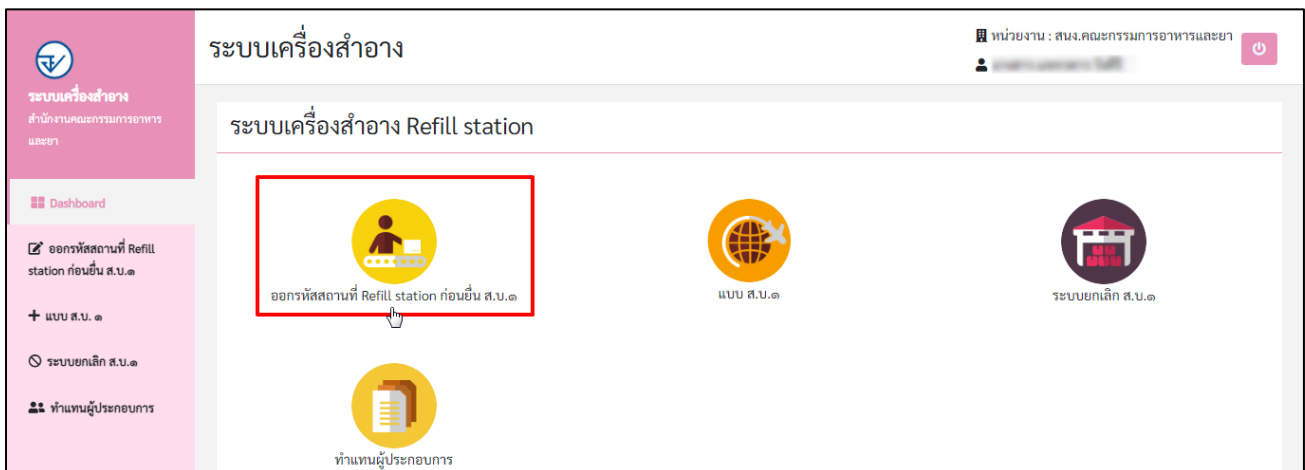 ระบบเครื่องสำอาง
สำนักงานคณะกรรมการอาหาร
และยา
Dashboard
ออกรหัสสถานที่ Refill
station ก่อนยื่น ส.บ.๑
แบบ ส.บ. ๑
ระบบยกเลิก ส.บ.๑
ทำแทนผู้ประกอบการ
ระบบเครื่องสำอาง
หน่วยงาน : สนง.คณะกรรมการอาหารและยา
ระบบเครื่องสำอาง Refill station
ออกรหัสสถานที่ Refill station ก่อนยื่น ส.บ.๑
แบบ ส.บ.๑
ระบบยกเลิก ส.บ.๑
ทำแทนผู้ประกอบการ